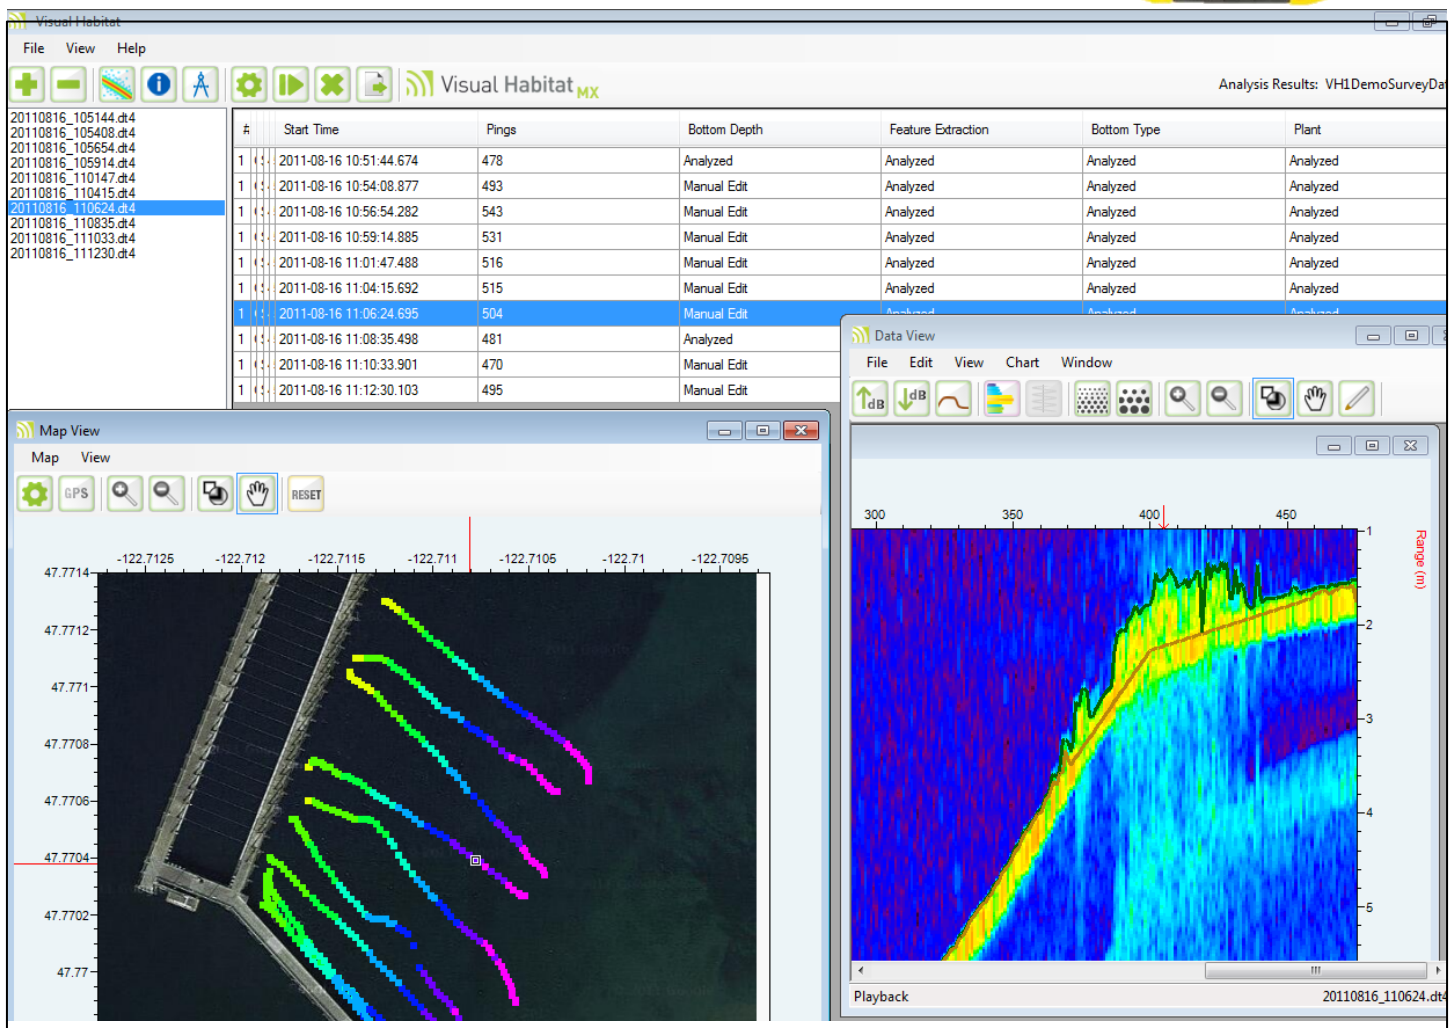 Visual Habitat
File View Help
Visual Habitat MX
Analysis Results: VH1DemoSurveyDat
20110816_105144.dt4
20110816_105408.dt4
20110816_105654.dt4
20110816_105914.dt4
20110816_110147.dt4
20110816_110415.dt4
20110816_110624.dt4
20110816_110835.dt4
20110816_111033.dt4
20110816_111230.dt4
# Start Time Pings Bottom Depth Feature Extraction Bottom Type Plant
1 2011-08-16 10:51:44.674 478 Analyzed Analyzed Analyzed Analyzed
1 2011-08-16 10:54:08.877 493 Manual Edit Analyzed Analyzed Analyzed
1 2011-08-16 10:56:54.282 543 Manual Edit Analyzed Analyzed Analyzed
1 2011-08-16 10:59:14.885 531 Manual Edit Analyzed Analyzed Analyzed
1 2011-08-16 11:01:47.488 516 Manual Edit Analyzed Analyzed Analyzed
1 2011-08-16 11:04:15.692 515 Manual Edit Analyzed Analyzed Analyzed
1 2011-08-16 11:06:24.695 504 Manual Edit Analyzed Analyzed Analyzed
1 2011-08-16 11:08:35.498 481 Analyzed
1 2011-08-16 11:10:33.901 470 Manual Edit
1 2011-08-16 11:12:30.103 495 Manual Edit
Map View
Map View
GPS RESET
-122.7125 -122.712 -122.7115 -122.711 -122.7105 -122.71 -122.7095
47.7714
47.7712
47.771
47.7708
47.7706
47.7704
47.7702
47.77
Data View
File Edit View Chart Window
dB dB
300 350 400 450
1
2
3
4
5
Range (m)
Playback 20110816_110624.dt4